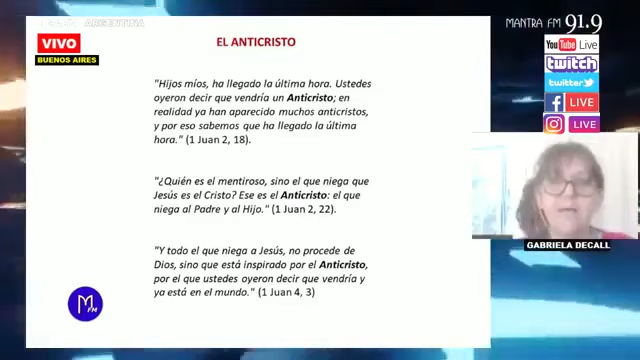 ARGENTINA
MANTRA FM 91.9
VIVO
BUENOS AIRES
EL ANTICRISTO
YouTube Live
twitch
twitter
LIVE
LIVE
"Hijos míos, ha llegado la última hora. Ustedes
oyeron decir que vendría un Anticristo; en
realidad ya han aparecido muchos anticristos,
y por eso sabemos que ha llegado la última
hora." (1 Juan 2, 18).
"¿Quién es el mentiroso, sino el que niega que
Jesús es el Cristo? Ese es el Anticristo: el que
niega al Padre y al Hijo." (1 Juan 2, 22).
GABRIELA DECALL
"Y todo el que niega a Jesús, no procede de
Dios, sino que está inspirado por el Anticristo,
por el que ustedes oyeron decir que vendría y
ya está en el mundo." (1 Juan 4, 3)
M
FM